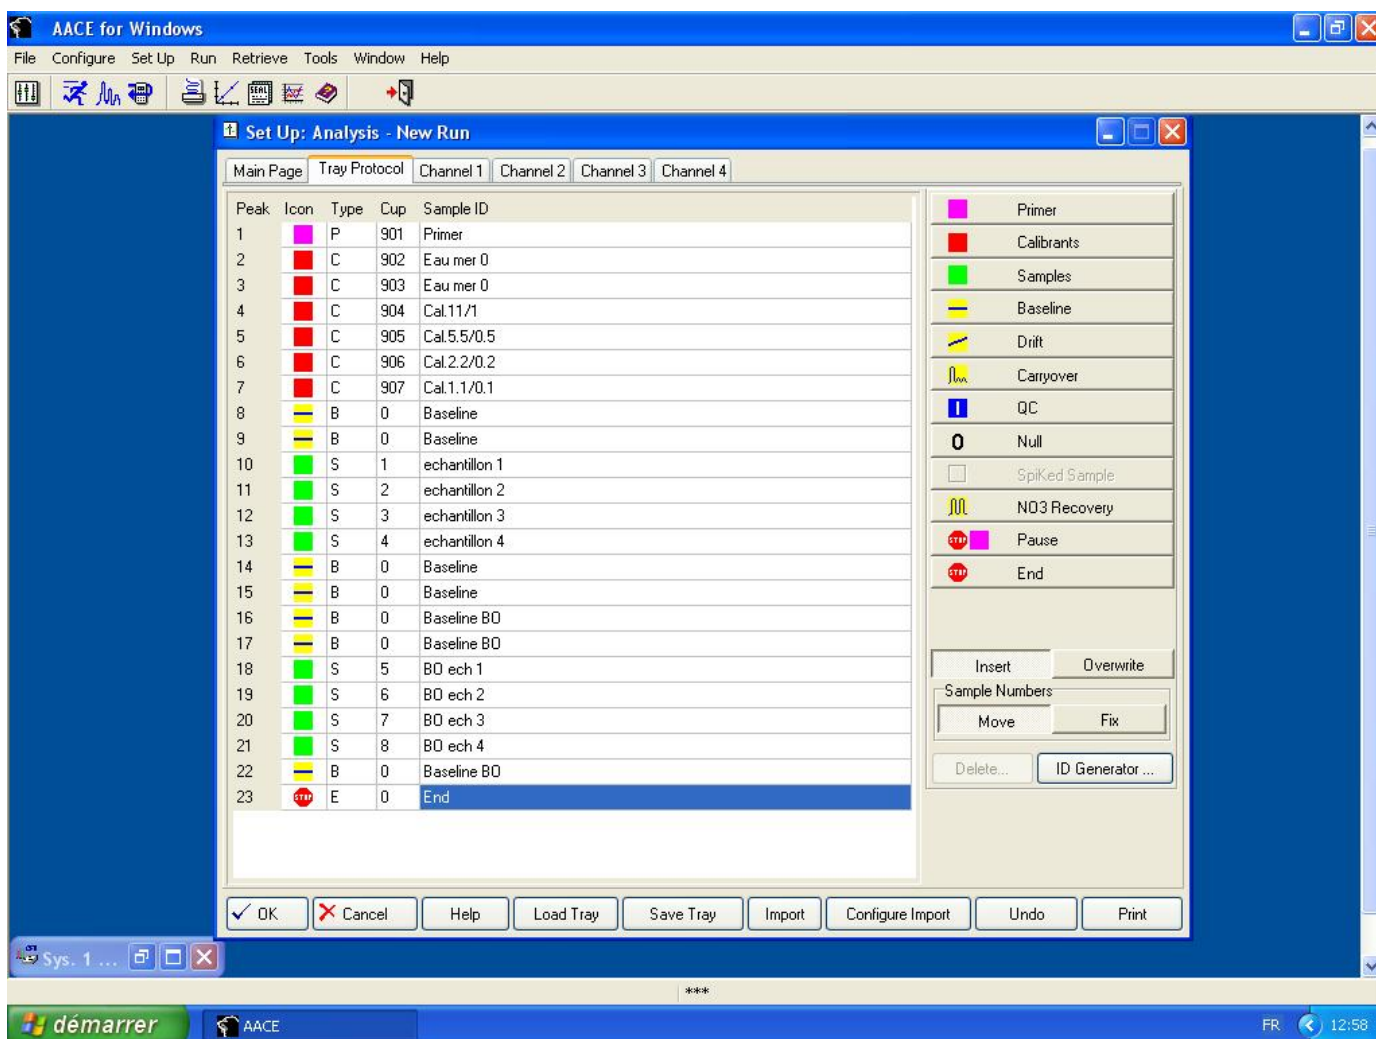 AACE for Windows
File Configure Set Up Run Retrieve Tools Window Help
Set Up: Analysis - New Run
Main Page Tray Protocol Channel 1 Channel 2 Channel 3 Channel 4
Peak Icon Type Cup Sample ID
1 P 901 Primer
2 C 902 Eau mer 0
3 C 903 Eau mer 0
4 C 904 Cal.11/1
5 C 905 Cal.5.5/0.5
6 C 906 Cal.2.2/0.2
7 C 907 Cal.1.1/0.1
8 B 0 Baseline
9 B 0 Baseline
10 S 1 echantillon 1
11 S 2 echantillon 2
12 S 3 echantillon 3
13 S 4 echantillon 4
14 B 0 Baseline
15 B 0 Baseline
16 B 0 Baseline BO
17 B 0 Baseline BO
18 S 5 BO ech 1
19 S 6 BO ech 2
20 S 7 BO ech 3
21 S 8 BO ech 4
22 B 0 Baseline BO
23 STOP E 0 End
Primer
Calibrants
Samples
Baseline
Drift
Carryover
QC
0 Null
SpiKed Sample
NO3 Recovery
STOP Pause
STOP End
Insert Overwrite
Sample Numbers
Move Fix
Delete... ID Generator ...
OK Cancel Help Load Tray Save Tray Import Configure Import Undo Print
Sys. 1 ...
***
démarrer AACE FR 12:58